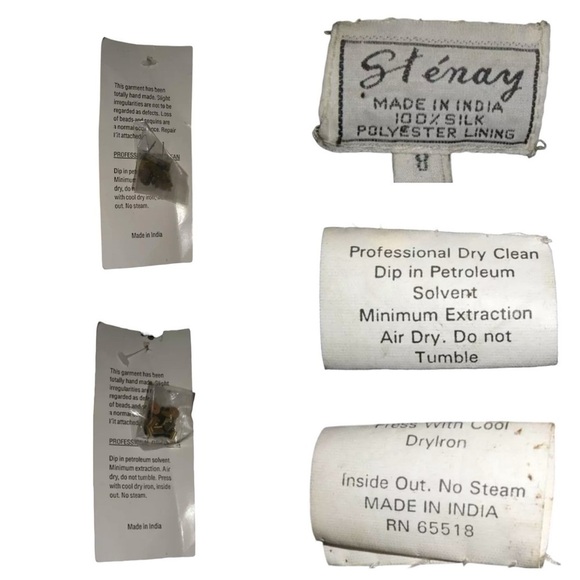 This garment has been
totally hand made. Slight
irregularities are not to be
regarded as defects. Loss
of beads and sequins are
a normal Repair
attached
PROFESS AN
Dip in
Minimum
dry, do
with cool dry
out. No steam.
Made in India
This garment has been
totally hand made. Slight
irregularities are
regarded as
of beads and
a normal
attached
PROFESSIONAL
Dip in petroleum solvent
Minimum extraction. Air
dry, do not tumble. Press
with cool dry iron, inside
out. No steam.
Made in India
Sténay
MADE IN INDIA
100% SILK
POLYESTER LINING
8
Professional Dry Clean
Dip in Petroleum
Solvent
Minimum Extraction
Air Dry. Do not
Tumble
Press With Cool
DryIron
Inside Out. No Steam
MADE IN INDIA
RN 65518